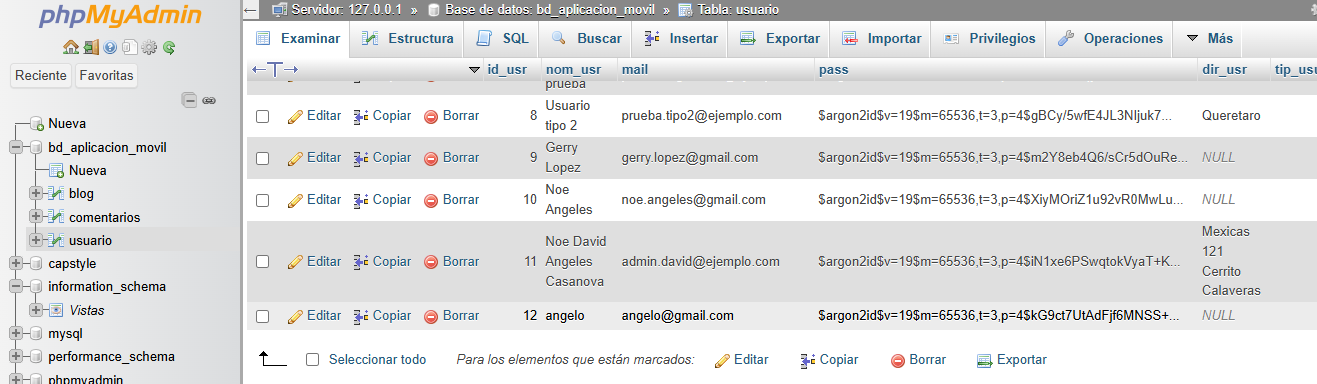 phpMyAdmin
Reciente Favoritas
Nueva
bd_aplicacion_movil
Nueva
blog
comentarios
usuario
capstyle
information_schema
Vistas
mysql
performance_schema
phpmyadmin
Servidor: 127.0.0.1 » Base de datos: bd_aplicacion_movil » Tabla: usuario
Examinar Estructura SQL Buscar Insertar Exportar Importar Privilegios Operaciones Más
id_usr nom_usr mail pass dir_usr tip_usu
prueba
Editar Copiar Borrar 8 Usuario tipo 2 prueba.tipo2@ejemplo.com $argon2id$v=19$m=65536,t=3,p=4$gBCy/5wfE4JL3NIjuk7... Queretaro
Editar Copiar Borrar 9 Gerry Lopez gerry.lopez@gmail.com $argon2id$v=19$m=65536,t=3,p=4$m2Y8eb4Q6/sCr5dOuRe... NULL
Editar Copiar Borrar 10 Noe Angeles noe.angeles@gmail.com $argon2id$v=19$m=65536,t=3,p=4$XiyMOriZ1u92vR0MwLu... NULL
Editar Copiar Borrar 11 Noe David Angeles Casanova admin.david@ejemplo.com $argon2id$v=19$m=65536,t=3,p=4$iN1xe6PSwqtokVyaT+K... Mexicas 121 Cerrito Calaveras
Editar Copiar Borrar 12 angelo angelo@gmail.com $argon2id$v=19$m=65536,t=3,p=4$kG9ct7UtAdFjf6MNSS+... NULL
Seleccionar todo Para los elementos que están marcados: Editar Copiar Borrar Exportar